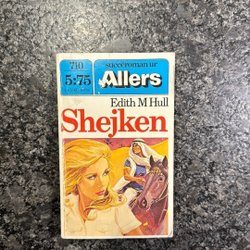 710
succéroman ur
5:75
Allers
Edith M Hull
Shejken